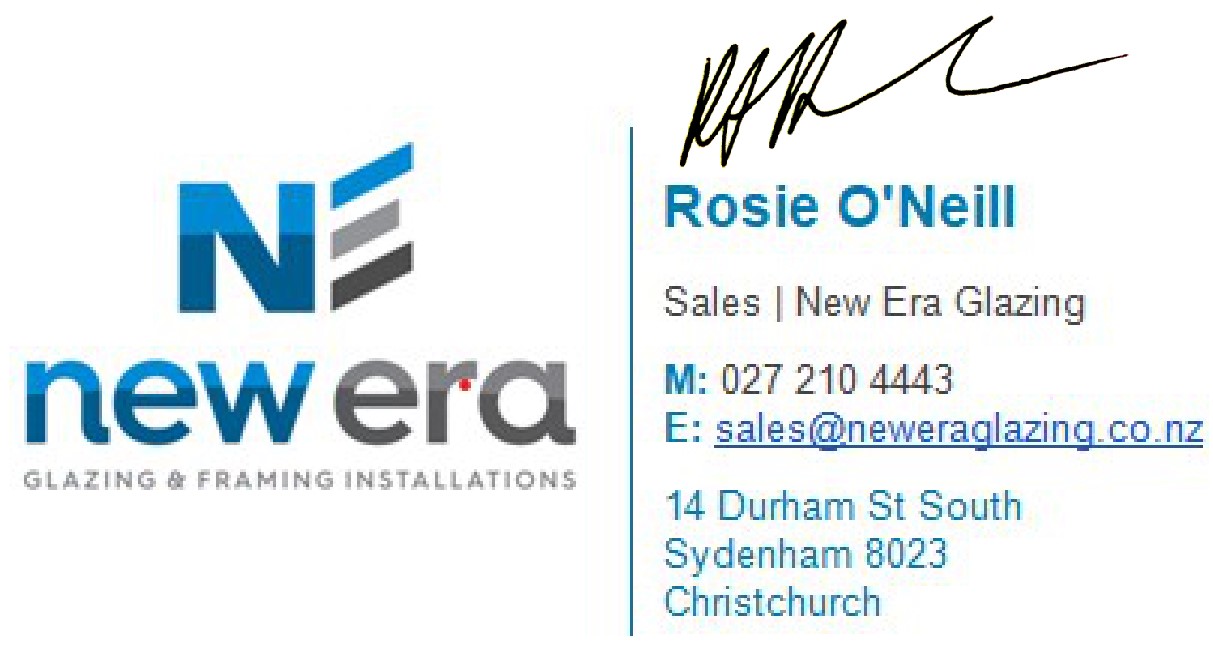 NE
new era
GLAZING & FRAMING INSTALLATIONS
Rosie O'Neill
Sales | New Era Glazing
M: 027 210 4443
E: sales@neweraglazing.co.nz
14 Durham St South
Sydenham 8023
Christchurch